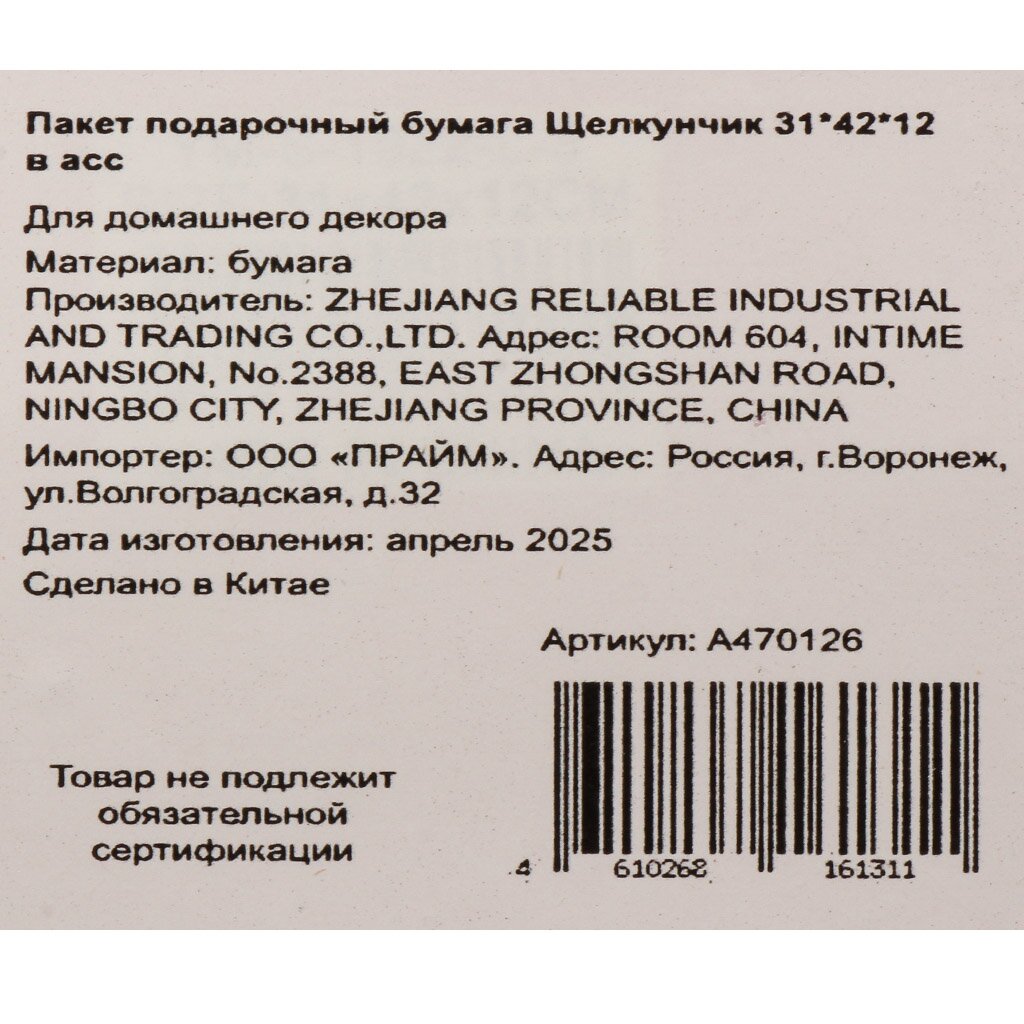 Пакет подарочный бумага Щелкунчик 31*42*12
в асс
Для домашнего декора
Материал: бумага
Производитель: ZHEJIANG RELIABLE INDUSTRIAL
AND TRADING CO.,LTD. Адрес: ROOM 604, INTIME
MANSION, No.2388, EAST ZHONGSHAN ROAD,
NINGBO CITY, ZHEJIANG PROVINCE, CHINA
Импортер: ООО «ПРАЙМ». Адрес: Россия, г.Воронеж,
ул.Волгоградская, д.32
Дата изготовления: апрель 2025
Сделано в Китае
Артикул: А470126
Товар не подлежит
обязательной
сертификации
4 610268 161311